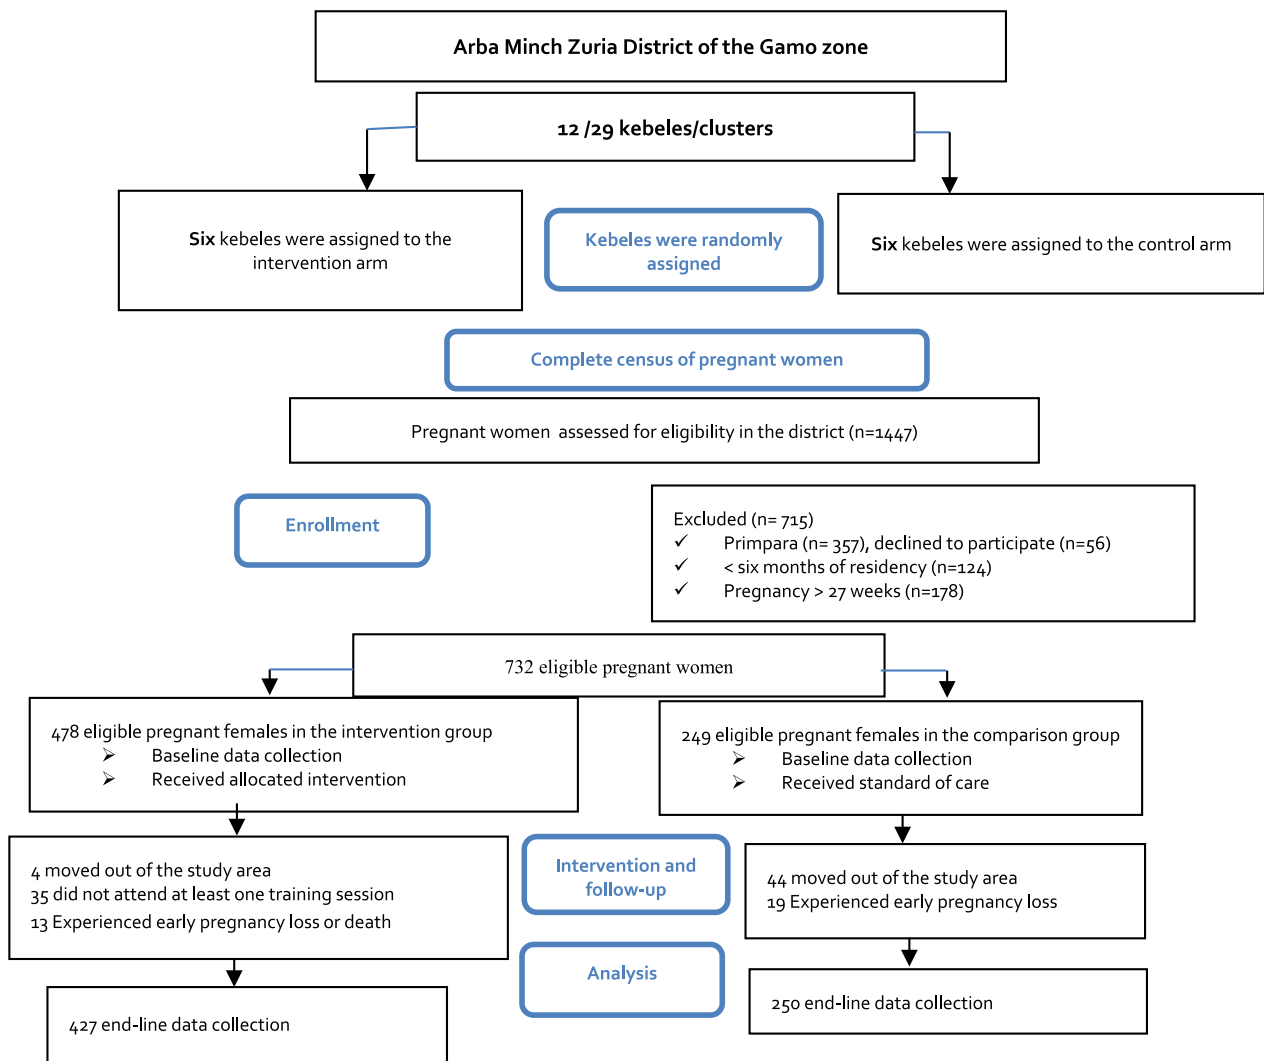 Arba Minch Zuria District of the Gamo zone
12 /29 kebeles/clusters
Six kebeles were assigned to the
intervention arm
Kebeles were randomly
assigned
Six kebeles were assigned to the control arm
Complete census of pregnant women
Pregnant women assessed for eligibility in the district (n=1447)
Enrollment
Excluded (n= 715)
✓ Primpara (n= 357), declined to participate (n=56)
✓ < six months of residency (n=124)
✓ Pregnancy > 27 weeks (n=178)
732 eligible pregnant women
478 eligible pregnant females in the intervention group
➢ Baseline data collection
➢ Received allocated intervention
249 eligible pregnant females in the comparison group
➢ Baseline data collection
➢ Received standard of care
4 moved out of the study area
35 did not attend at least one training session
13 Experienced early pregnancy loss or death
Intervention and
follow-up
44 moved out of the study area
19 Experienced early pregnancy loss
Analysis
427 end-line data collection
250 end-line data collection